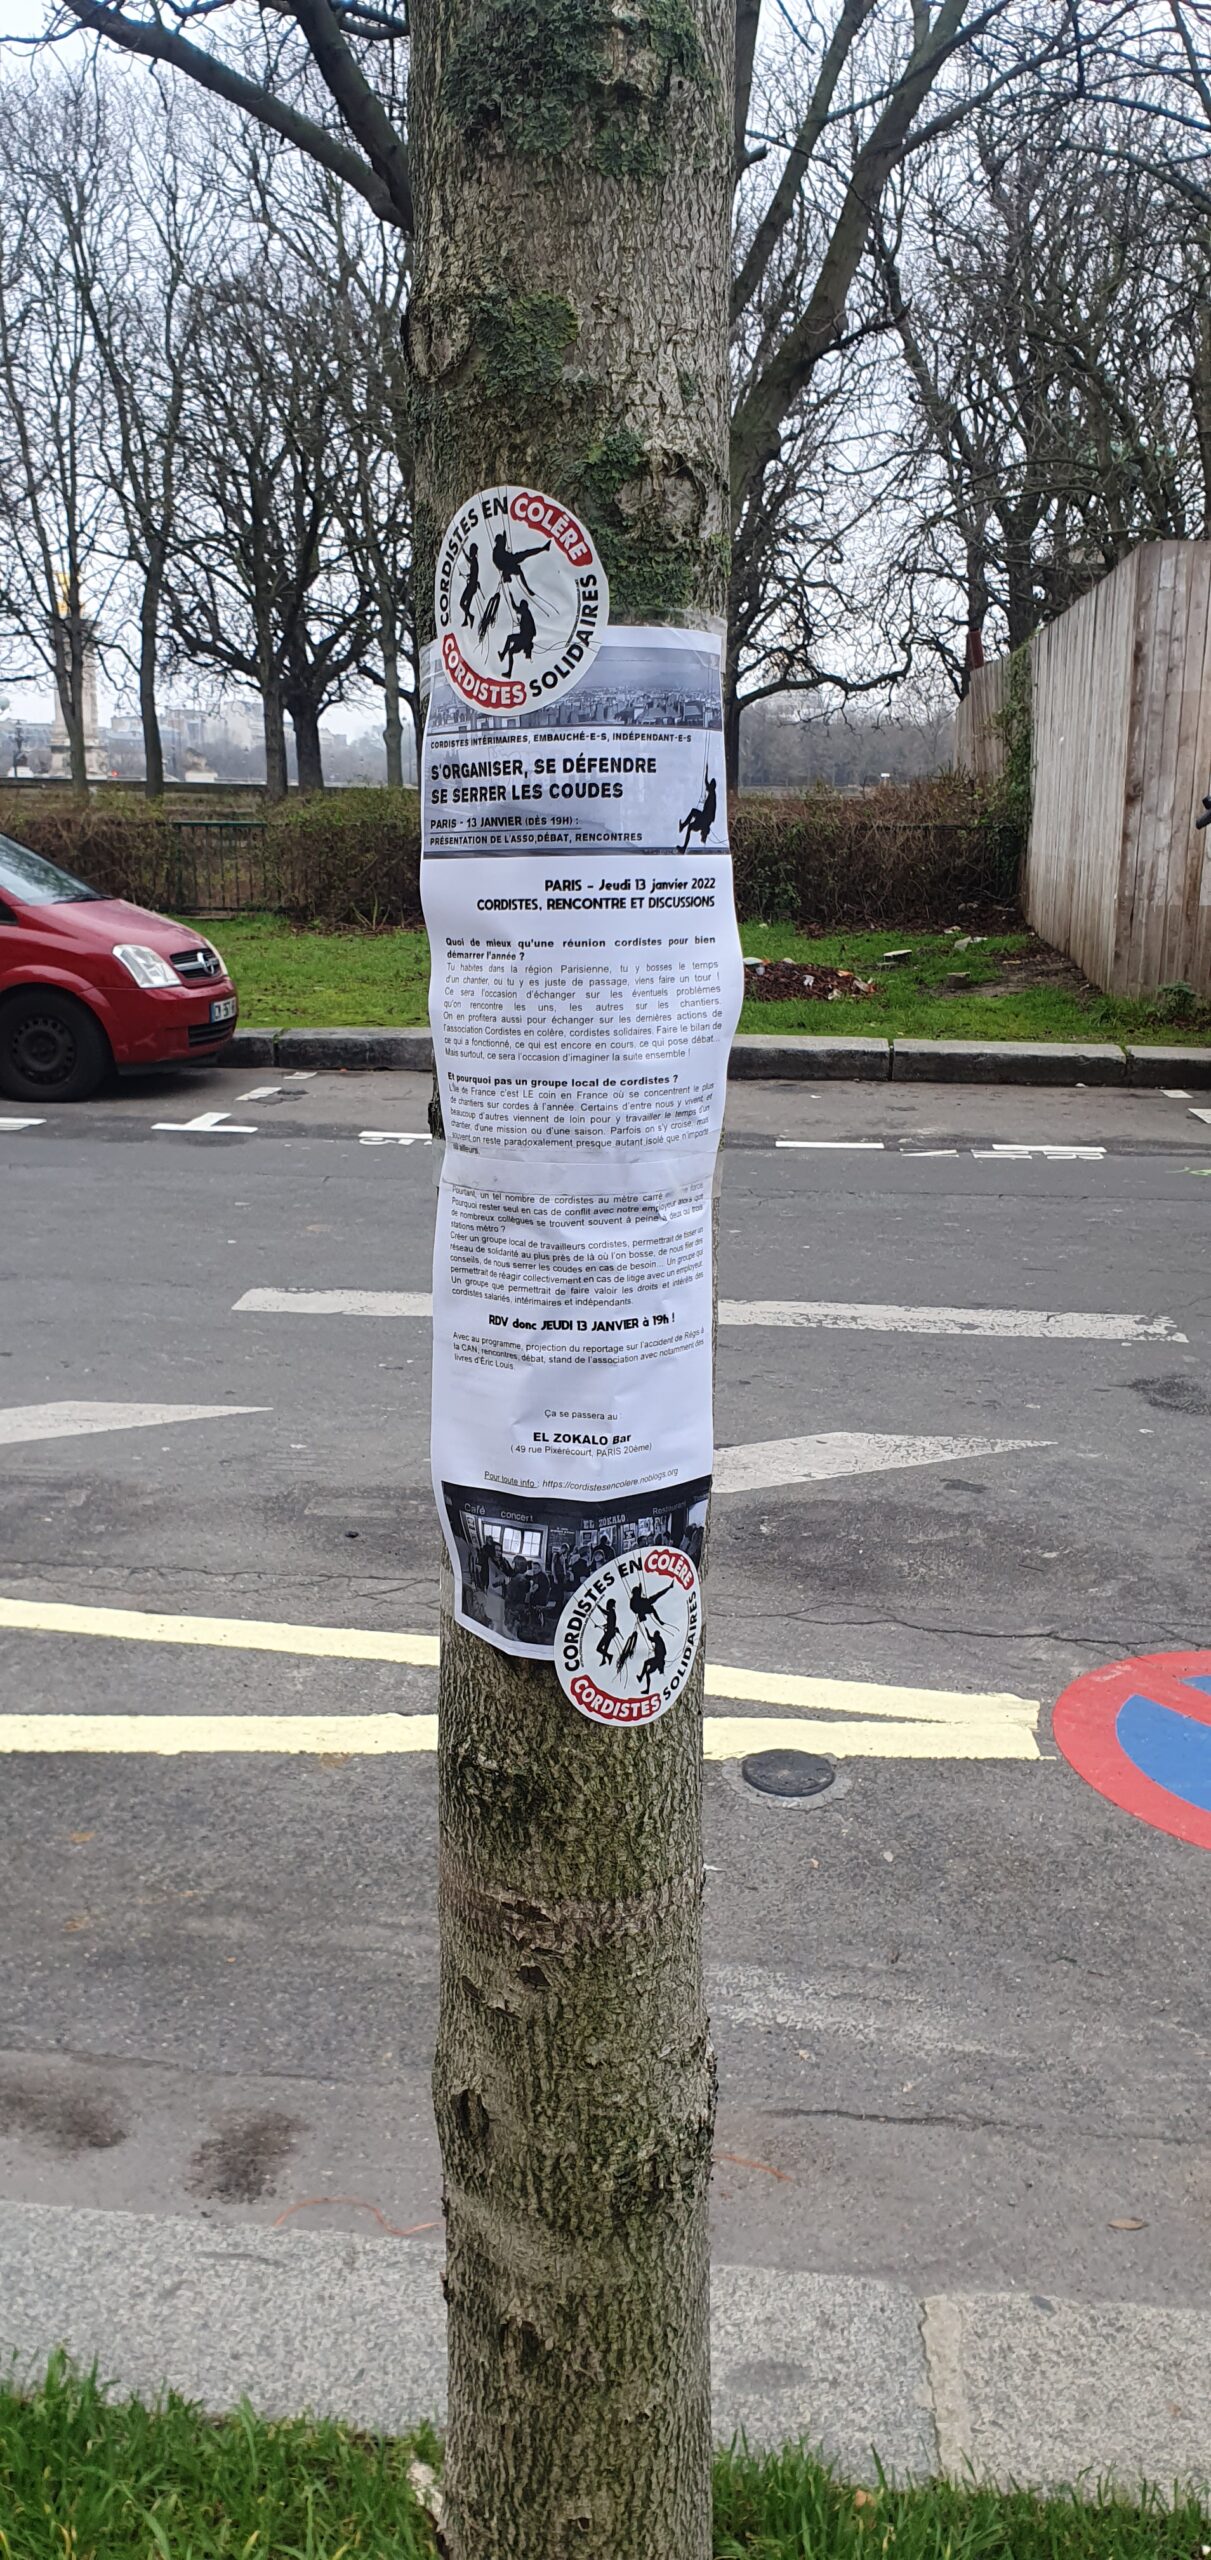 CORDISTES EN COLÈRE
CORDISTES SOLIDAIRES
CORDISTES INTÉRIMAIRES, EMBAUCHÉ-E-S, INDÉPENDANT-E-S
S'ORGANISER, SE DÉFENDRE
SE SERRER LES COUDES
PARIS - 13 JANVIER (DÈS 19H) :
PRÉSENTATION DE L'ASSO,DÉBAT, RENCONTRES
PARIS - Jeudi 13 janvier 2022
CORDISTES, RENCONTRE ET DISCUSSIONS
Quoi de mieux qu'une réunion cordistes pour bien
démarrer l'année ?
Tu habites dans la région Parisienne, tu y bosses le temps
d'un chantier, ou tu y es juste de passage, viens faire un tour !
Ce sera l'occasion d'échanger sur les éventuels problèmes
qu'on rencontre les uns, les autres sur les chantiers.
On en profitera aussi pour échanger sur les dernières actions de
l'association Cordistes en colère, cordistes solidaires. Faire le bilan de
ce qui a fonctionné, ce qui est encore en cours, ce qui pose débat...
Mais surtout, ce sera l'occasion d'imaginer la suite ensemble !
Et pourquoi pas un groupe local de cordistes ?
L'Île de France c'est LE coin en France où se concentrent le plus
de chantiers sur cordes à l'année. Certains d'entre nous y vivent, et
beaucoup d'autres viennent de loin pour y travailler le temps d'un
chantier, d'une mission ou d'une saison. Parfois on s'y croise, mais
souvent on reste paradoxalement presque autant isolé que n'importe
où ailleurs.
Pourtant, un tel nombre de cordistes au mètre carré force.
Pourquoi rester seul en cas de conflit avec notre employeur alors que
de nombreux collègues se trouvent souvent à peine à deux ou trois
stations métro ?
Créer un groupe local de travailleurs cordistes, permettrait de tisser un
réseau de solidarité au plus près de là où l'on bosse, de nous filer des
conseils, de nous serrer les coudes en cas de besoin... Un groupe qui
permettrait de réagir collectivement en cas de litige avec un employeur.
Un groupe que permettrait de faire valoir les droits et intérêts des
cordistes salariés, intérimaires et indépendants.
RDV donc JEUDI 13 JANVIER à 19h !
Avec au programme, projection du reportage sur l'accident de Régis à
la CAN, rencontres, débat, stand de l'association avec notamment des
livres d'Éric Louis.
Ça se passera au
EL ZOKALO Bar
( 49 rue Pixérécourt, PARIS 20ème)
Pour toute info : https://cordistesencolere.noblogs.org
Café concert EL ZOKALO Restaurant
CORDISTES EN COLÈRE
CORDISTES SOLIDAIRES